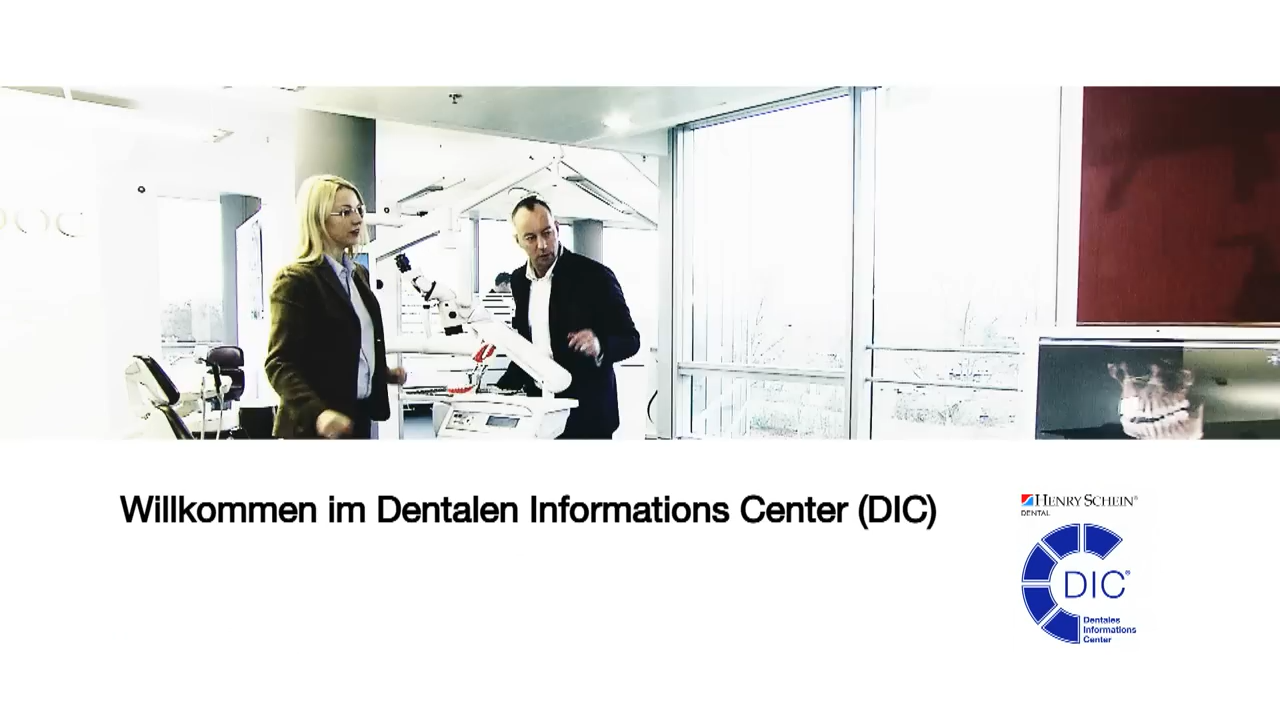 Willkommen im Dentalen Informations Center (DIC)
HENRY SCHEIN®
DENTAL
DIC®
Dentales
Informations
Center